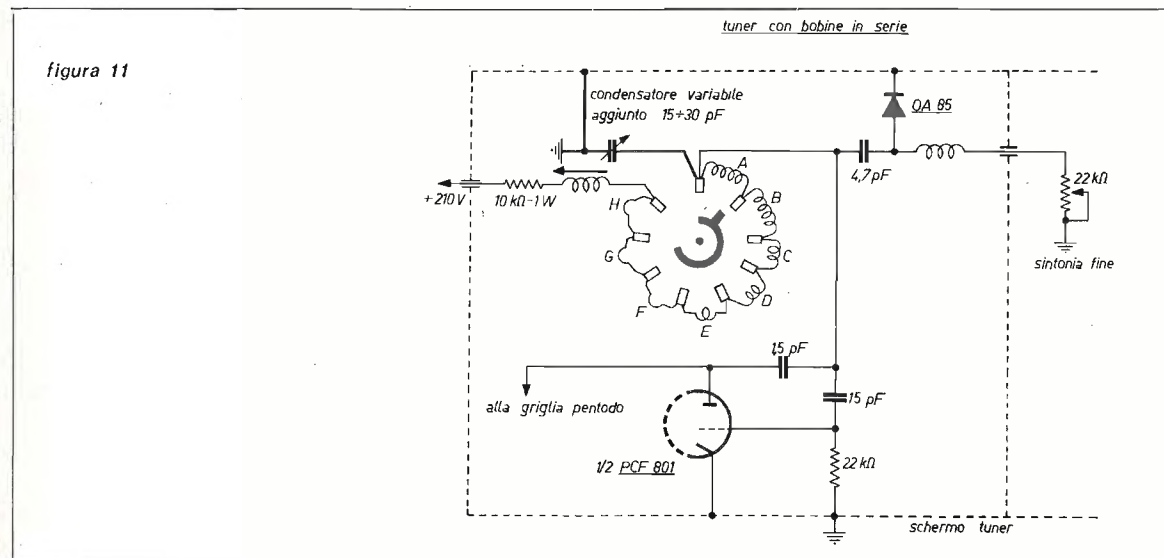 tuner con bobine in serie
figura 11
condensatore variabile
aggiunto 15÷30 pF
OA 85
4,7 pF
22 kΩ
sintonia fine
+210 V
10 kΩ-1 W
A
B
C
D
E
F
G
H
1,5 pF
15 pF
alla griglia pentodo
1/2 PCF 801
22 kΩ
schermo tuner